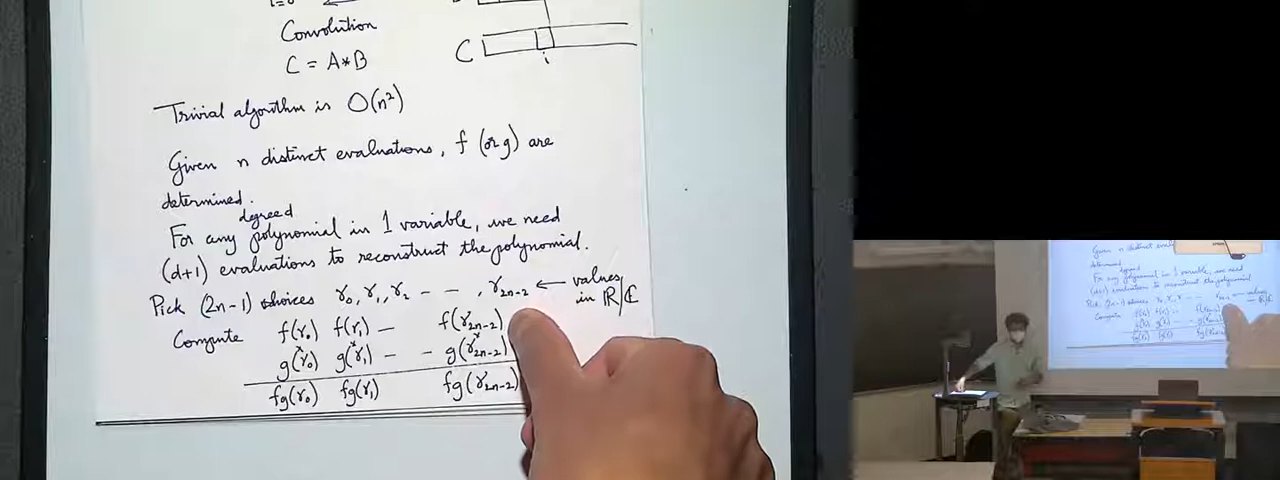 i=0
Convolution
C = A*B
C
i
Trivial algorithm is O(n²)
Given n distinct evaluations, f (or g) are
determined.
degree d
For any polynomial in 1 variable, we need
(d+1) evaluations to reconstruct the polynomial.
Pick (2n-1) choices γ₀, γ₁, γ₂ - - -, γ₂ₙ₋₂ ← values in ℝ/ℂ
Compute f(γ₀) f(γ₁) - f(γ₂ₙ₋₂)
g(γ₀) g(γ₁) - - g(γ₂ₙ₋₂)
fg(γ₀) fg(γ₁) fg(γ₂ₙ₋₂)